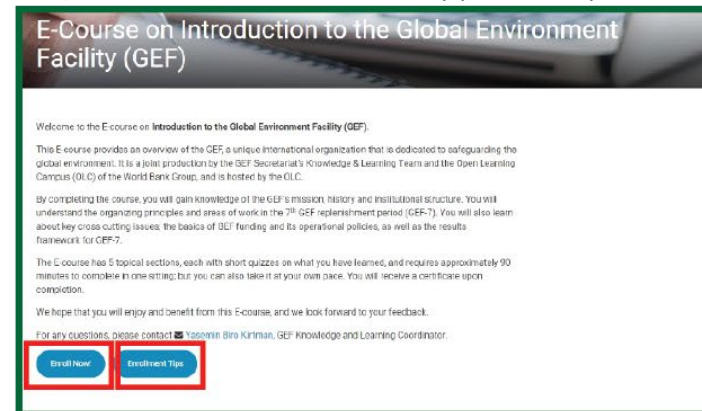 E-Course on Introduction to the Global Environment
Facility (GEF)
Welcome to the E-course on Introduction to the Global Environment Facility (GEF).
This E-course provides an overview of the GEF, a unique international organization that is dedicated to safeguarding the
global environment. It is a joint production by the GEF Secretariat's Knowledge & Learning Team and the Open Learning
Campus (OLC) of the World Bank Group, and is hosted by the OLC.
By completing the course, you will gain knowledge of the GEF's mission, history and institutional structure. You will
understand the organizing principles and areas of work in the 7th GEF replenishment period (GEF-7). You will also learn
about key cross cutting issues, the basics of GEF funding and its operational policies, as well as the results
framework for GEF-7.
The E-course has 5 topical sections, each with short quizzes on what you have learned, and requires approximately 90
minutes to complete in one sitting; but you can also take it at your own pace. You will receive a certificate upon
completion.
We hope that you will enjoy and benefit from this E-course, and we look forward to your feedback.
For any questions, please contact Yasemin Biro Kirtman, GEF Knowledge and Learning Coordinator.
Enroll Now! Enrollment Tips